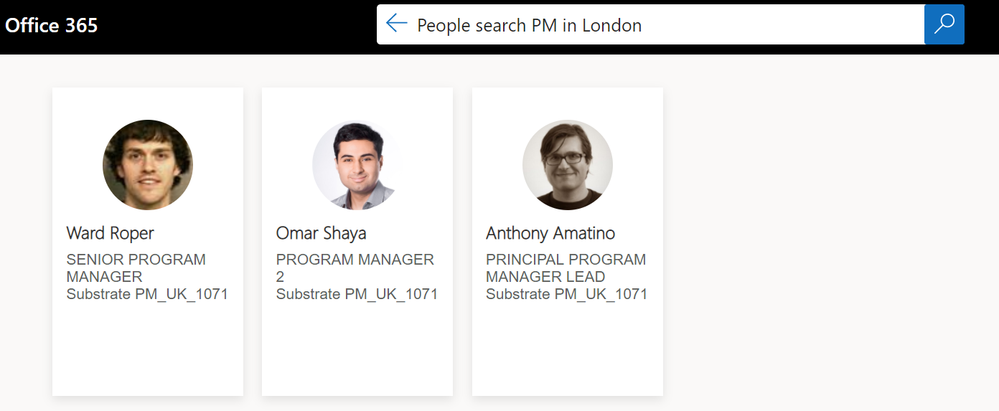 Office 365
People search PM in London
Ward Roper
SENIOR PROGRAM
MANAGER
Substrate PM_UK_1071
Omar Shaya
PROGRAM MANAGER
2
Substrate PM_UK_1071
Anthony Amatino
PRINCIPAL PROGRAM
MANAGER LEAD
Substrate PM_UK_1071